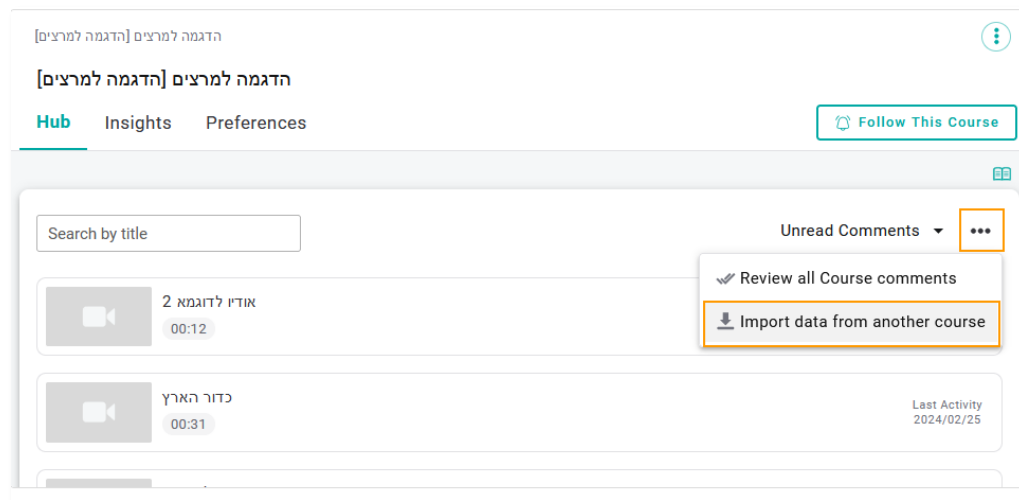 הדגמה למרצים [הדגמה למרצים]
הדגמה למרצים [הדגמה למרצים]
Hub Insights Preferences
Follow This Course
Search by title
Unread Comments
Review all Course comments
Import data from another course
אודיו לדוגמא 2
00:12
כדור הארץ
00:31
Last Activity
2024/02/25